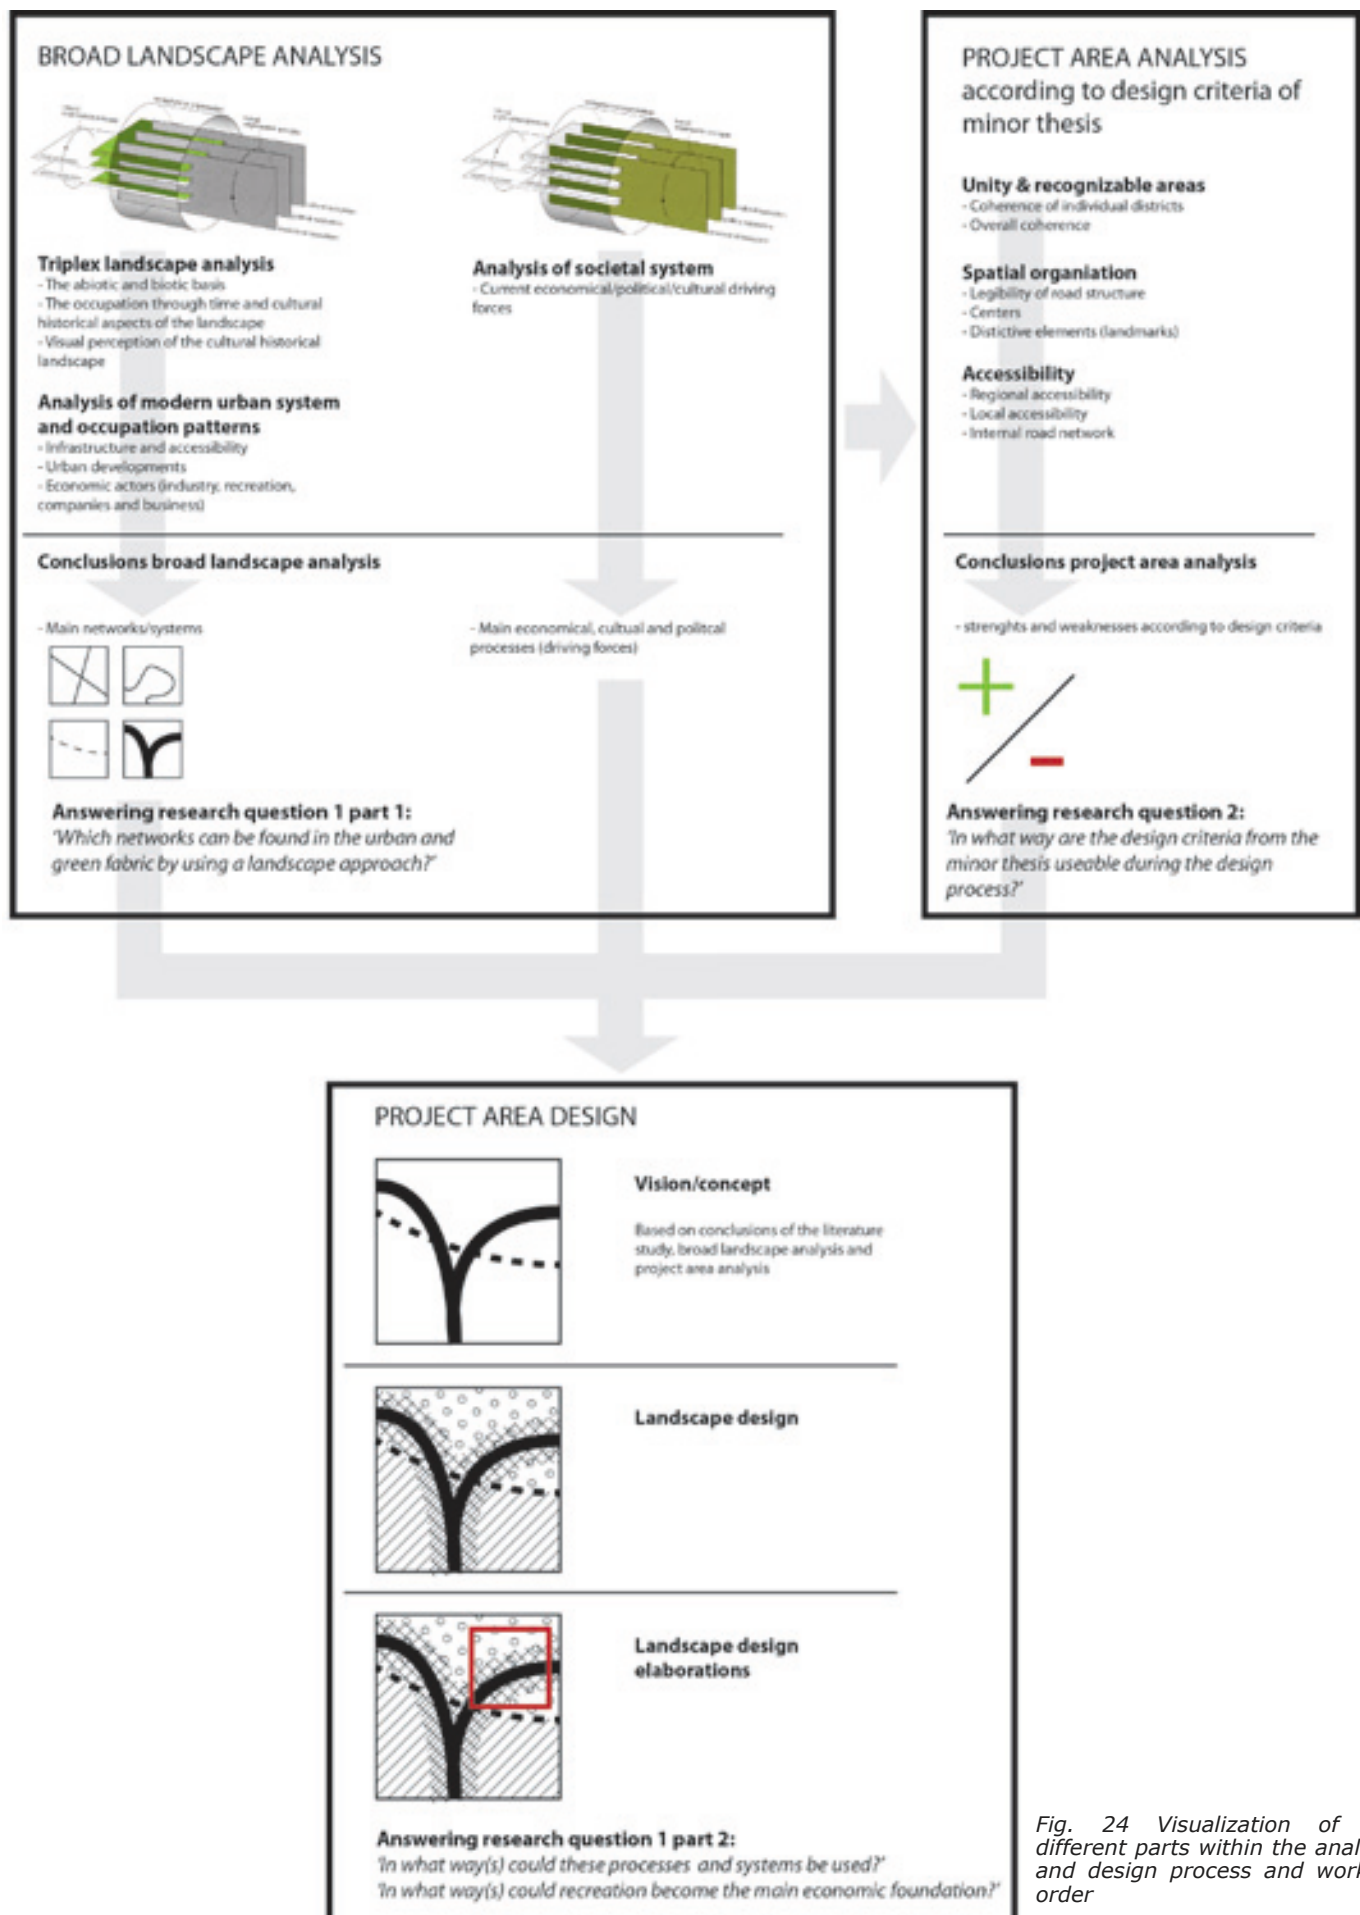 BROAD LANDSCAPE ANALYSIS
Triplex landscape analysis
- The abiotic and biotic basis
- The occupation through time and cultural
historical aspects of the landscape
- Visual perception of the cultural historical
landscape
Analysis of modern urban system
and occupation patterns
- Infrastructure and accessibility
- Urban developments
- Economic actors (industry, recreation,
companies and business)
Analysis of societal system
- Current economical/political/cultural driving
forces
Conclusions broad landscape analysis
- Main networks/systems
- Main economical, cultual and politcal
processes (driving forces)
Answering research question 1 part 1:
'Which networks can be found in the urban and
green fabric by using a landscape approach?'
PROJECT AREA ANALYSIS
according to design criteria of
minor thesis
Unity & recognizable areas
- Coherence of individual districts
- Overall coherence
Spatial organiation
- Legibility of road structure
- Centers
- Distictive elements (landmarks)
Accessibility
- Regional accessibility
- Local accessibility
- Internal road network
Conclusions project area analysis
- strenghts and weaknesses according to design criteria
Answering research question 2:
'In what way are the design criteria from the
minor thesis useable during the design
process?'
PROJECT AREA DESIGN
Vision/concept
Based on conclusions of the literature
study, broad landscape analysis and
project area analysis
Landscape design
Landscape design
elaborations
Answering research question 1 part 2:
'In what way(s) could these processes and systems be used?'
'In what way(s) could recreation become the main economic foundation?'
Fig. 24 Visualization of
different parts within the anal
and design process and work
order